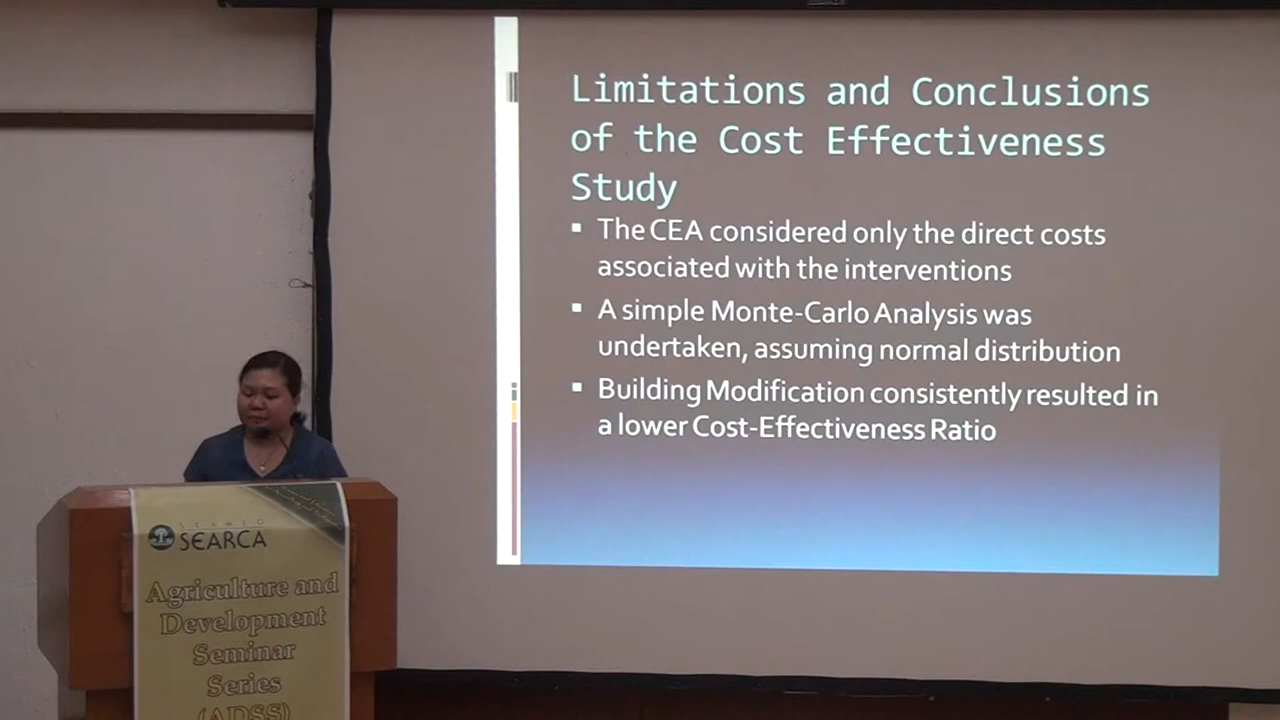 Limitations and Conclusions
of the Cost Effectiveness
Study
▪ The CEA considered only the direct costs
associated with the interventions
▪ A simple Monte-Carlo Analysis was
undertaken, assuming normal distribution
▪ Building Modification consistently resulted in
a lower Cost-Effectiveness Ratio
SEAMEO
SEARCA
Agriculture and
Development
Seminar
Series
(ADSS)